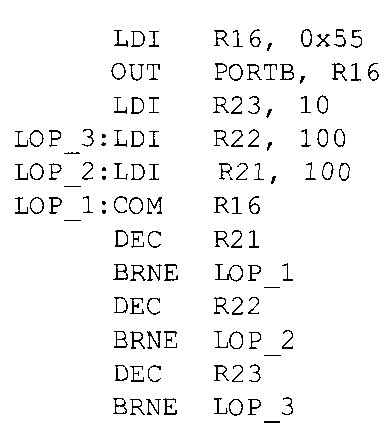 LDI R16, 0x55
OUT PORTB, R16
LDI R23, 10
LOP_3:LDI R22, 100
LOP_2:LDI R21, 100
LOP_1:COM R16
DEC R21
BRNE LOP_1
DEC R22
BRNE LOP_2
DEC R23
BRNE LOP_3